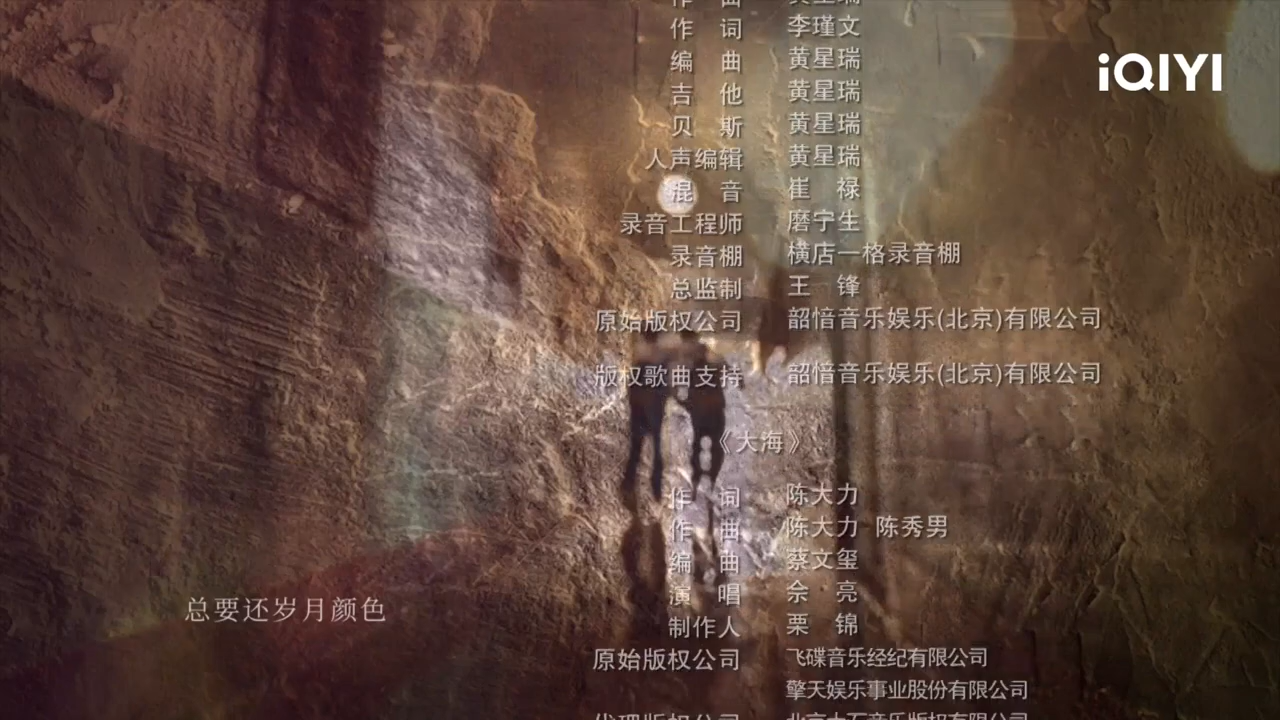 iQIYI
作 词 李瑾文
编 曲 黄星瑞
吉 他 黄星瑞
贝 斯 黄星瑞
人声编辑 黄星瑞
混 音 崔 禄
录音工程师 磨宁生
录音棚 横店一格录音棚
总监制 王 锋
原始版权公司 韶愔音乐娱乐(北京)有限公司
版权歌曲支持 韶愔音乐娱乐(北京)有限公司
《大海》
作 词 陈大力
作 曲 陈大力 陈秀男
编 曲 蔡文玺
演 唱 佘 亮
制作人 栗 锦
总要还岁月颜色
原始版权公司 飞碟音乐经纪有限公司
擎天娱乐事业股份有限公司